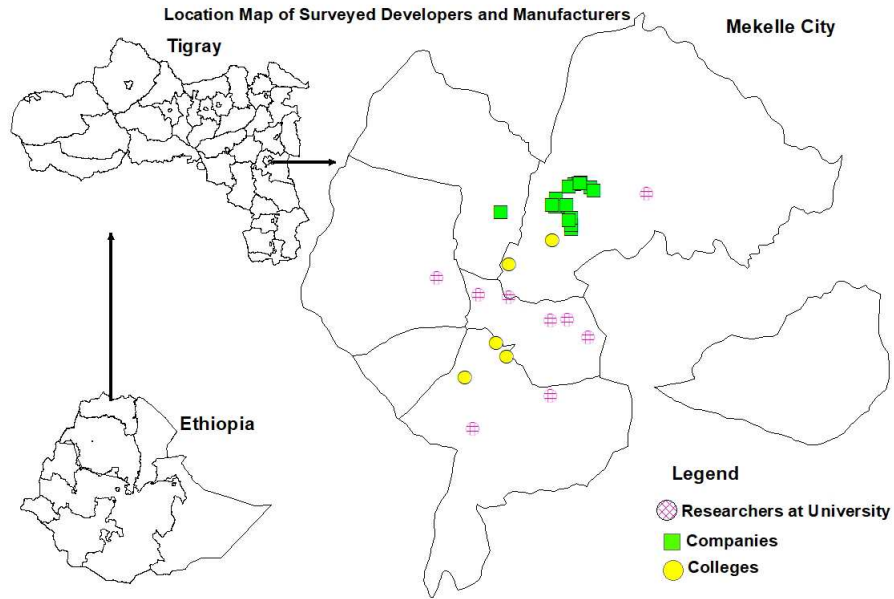 Location Map of Surveyed Developers and Manufacturers
Tigray
Mekelle City
Ethiopia
Legend
Researchers at University
Companies
Colleges